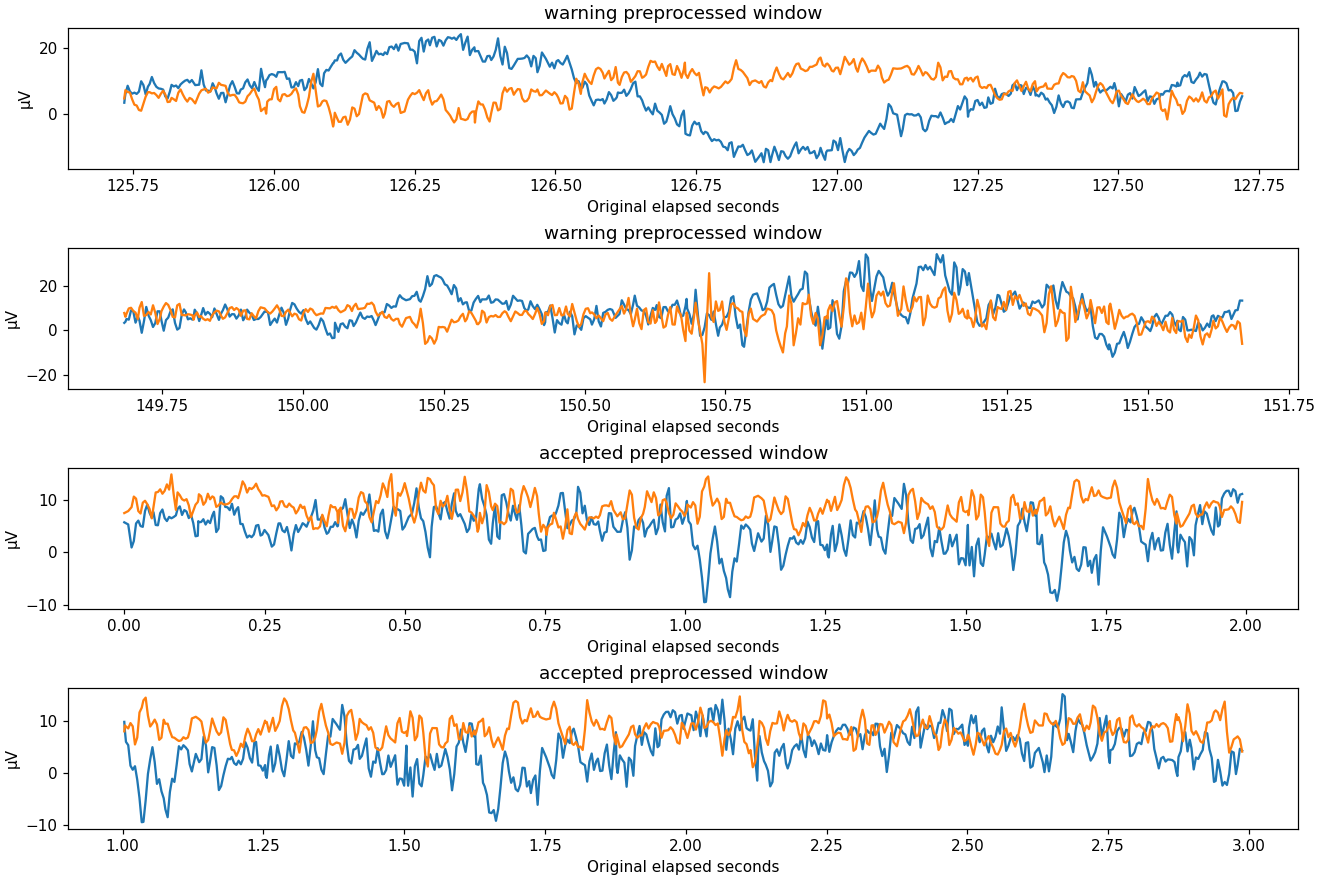 warning preprocessed window
20
0
µV
125.75 126.00 126.25 126.50 126.75 127.00 127.25 127.50 127.75
Original elapsed seconds
warning preprocessed window
20
0
−20
µV
149.75 150.00 150.25 150.50 150.75 151.00 151.25 151.50 151.75
Original elapsed seconds
accepted preprocessed window
10
0
−10
µV
0.00 0.25 0.50 0.75 1.00 1.25 1.50 1.75 2.00
Original elapsed seconds
accepted preprocessed window
10
0
−10
µV
1.00 1.25 1.50 1.75 2.00 2.25 2.50 2.75 3.00
Original elapsed seconds